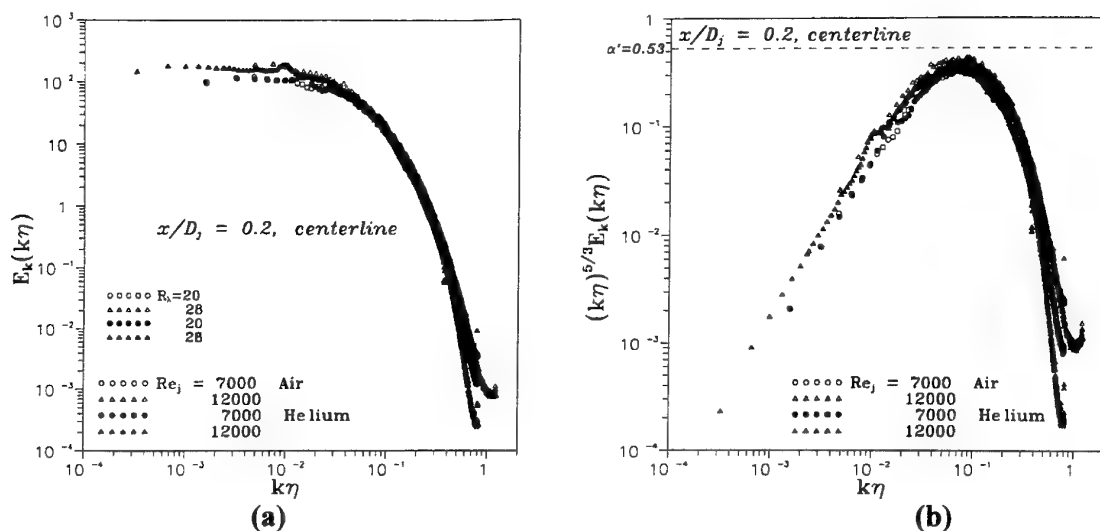 10³
10²
10
1
10⁻¹
10⁻²
10⁻³
10⁻⁴
E_k(kη)
x/D_j = 0.2, centerline
○○○○○ R_λ=20
△△△△△ 28
●●●●● 20
▲▲▲▲▲ 28
○○○○○ Re_j = 7000 Air
△△△△△ 12000
●●●●● 7000 Helium
▲▲▲▲▲ 12000
10⁻⁴ 10⁻³ 10⁻² 10⁻¹ 1
kη
(a)
1
α'=0.53
10⁻¹
10⁻²
10⁻³
10⁻⁴
(kη)^5/3 E_k(kη)
x/D_j = 0.2, centerline
○○○○○ Re_j = 7000 Air
△△△△△ 12000
●●●●● 7000 Helium
▲▲▲▲▲ 12000
10⁻⁴ 10⁻³ 10⁻² 10⁻¹ 1
kη
(b)